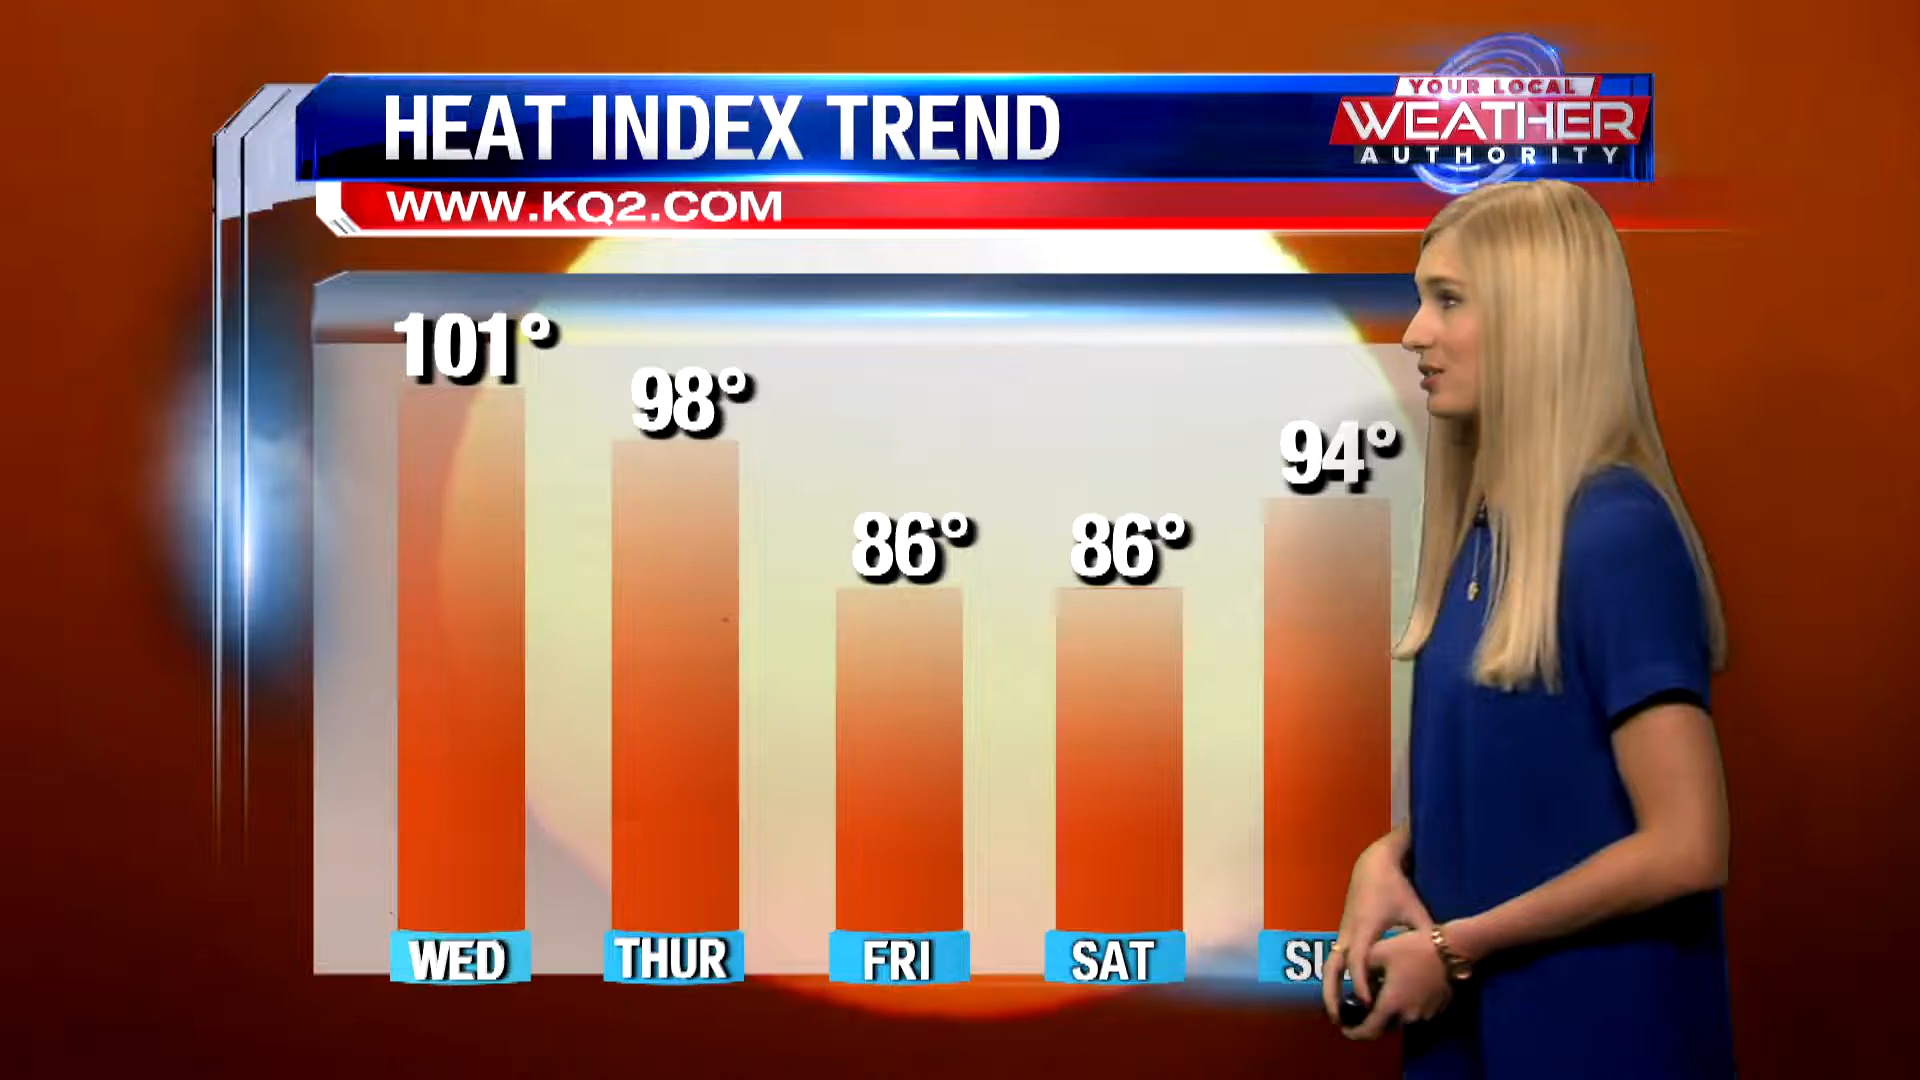 HEAT INDEX TREND
YOUR LOCAL
WEATHER
AUTHORITY
WWW.KQ2.COM
101°
98°
86°
86°
94°
WED
THUR
FRI
SAT